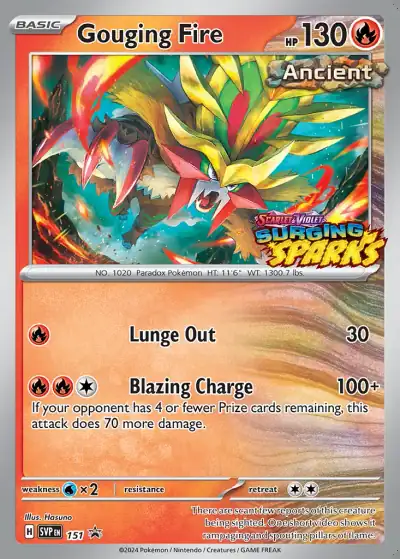 BASIC
Gouging Fire
HP 130
Ancient
SCARLET & VIOLET
SURGING
SPARKS
NO. 1020 Paradox Pokémon HT: 11'6" WT: 1300.7 lbs.
Lunge Out 30
Blazing Charge 100+
If your opponent has 4 or fewer Prize cards remaining, this
attack does 70 more damage.
weakness ×2 resistance retreat
Illus. Hasuno
H SVP EN 151
There are scant few reports of this creature
being sighted. One short video shows it
rampaging and spouting pillars of flame.
©2024 Pokémon / Nintendo / Creatures / GAME FREAK